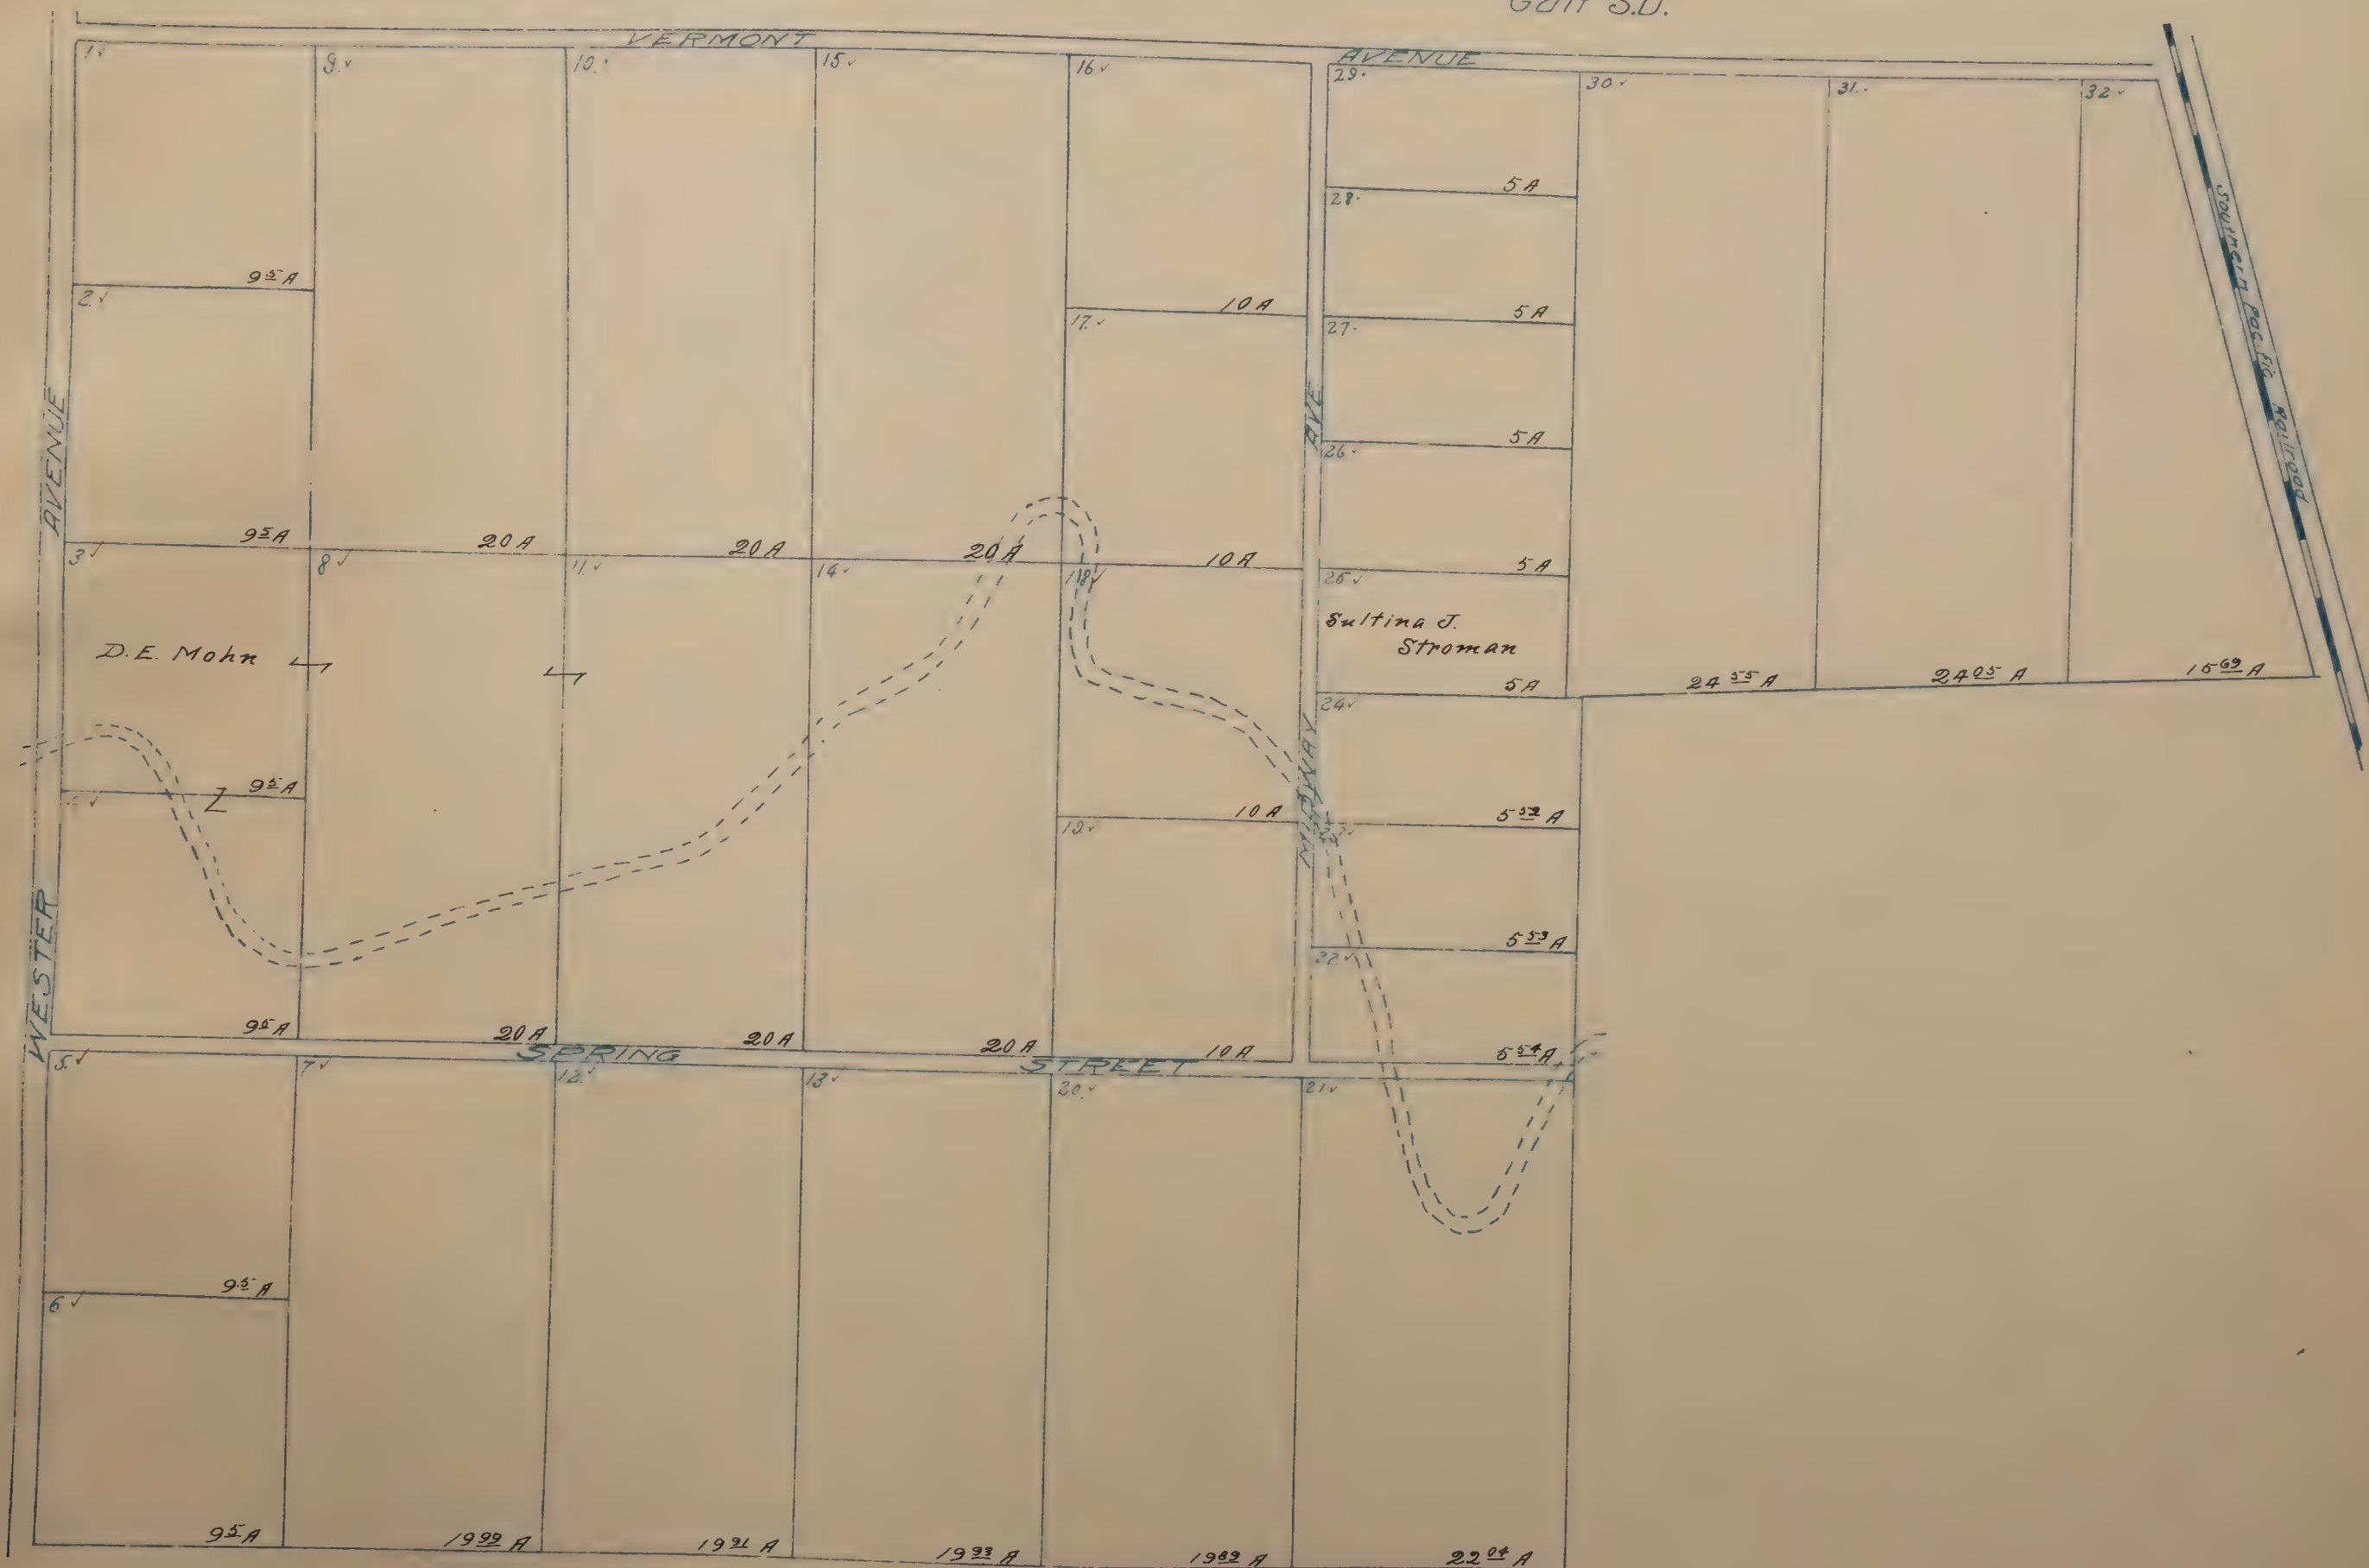 Galt S.D.
VERMONT AVENUE
1 9. 10. 15 16 29. 30 31. 32
5 A
28.
9 5 A
2.
10 A 5 A
17. 27.
AVENUE
AVE
5 A
26.
9 5 A 20 A 20 A 20 A 10 A 5 A
3 8 11. 14 18 25
Southern Pacific Railroad
D.E. Mohn
Sultina J.
Stroman
5 A 24 55 A 24 05 A 15 69 A
24
9 5 A
10 A 5 52 A
19. 23
MIDWAY
WESTER
5 53 A
22
9 5 A 20 A 20 A 20 A 10 A 5 54 A
SPRING STREET
5. 7 12. 13 20. 21
9 5 A
6
9 5 A 19 99 A 19 91 A 19 93 A 19 89 A 22 04 A